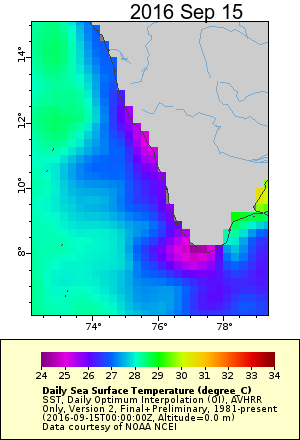 2016 Sep 15
14°
12°
10°
8°
74°
76°
78°
24 25 26 27 28 29 30 31 32 33 34
Daily Sea Surface Temperature (degree_C)
SST, Daily Optimum Interpolation (OI), AVHRR
Only, Version 2, Final+Preliminary, 1981-present
(2016-09-15T00:00:00Z, Altitude=0.0 m)
Data courtesy of NOAA NCEI